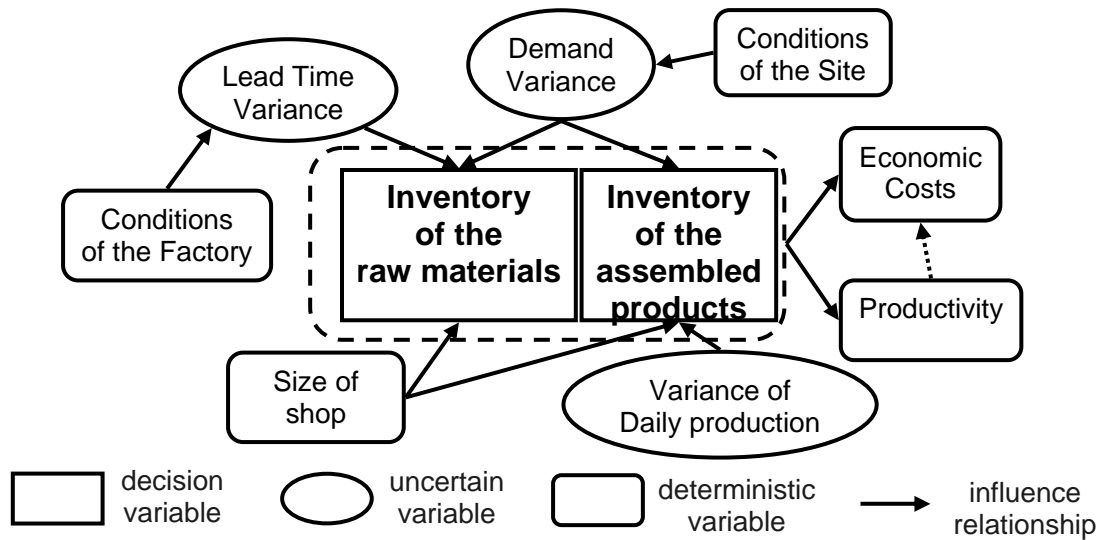 Demand
Variance
Conditions
of the Site
Lead Time
Variance
Economic
Costs
Conditions
of the Factory
Inventory
of the
raw materials
Inventory
of the
assembled
products
Productivity
Size of
shop
Variance of
Daily production
decision
variable
uncertain
variable
deterministic
variable
influence
relationship